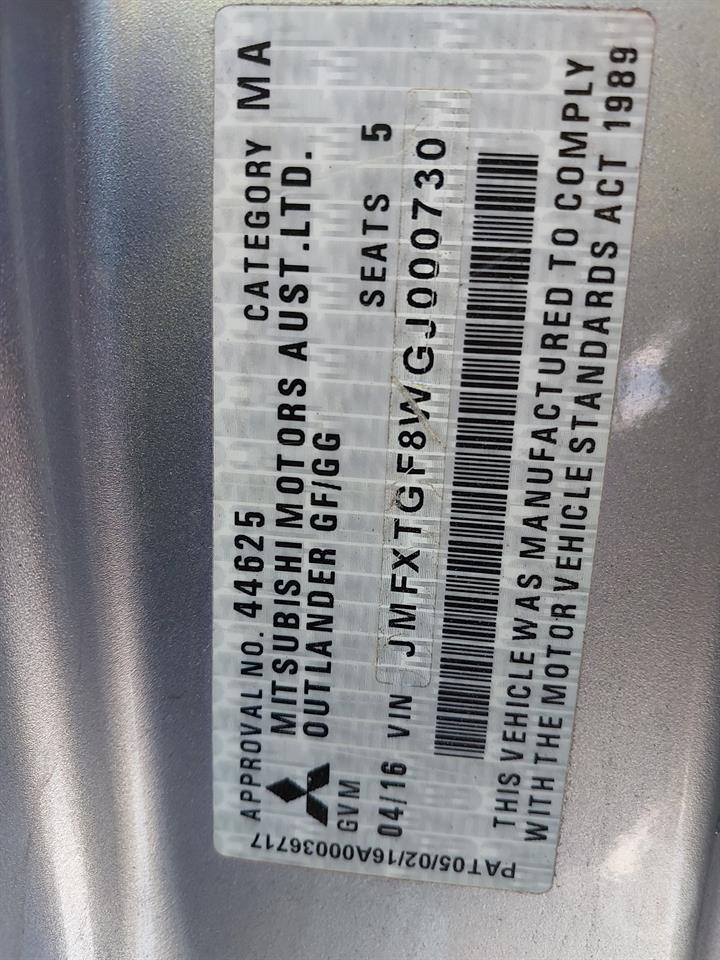 APPROVAL NO. 44625 CATEGORY MA
MITSUBISHI MOTORS AUST.LTD.
OUTLANDER GF/GG
GVM SEATS 5
04/16 VIN JMFXTGF8WGJ000730
THIS VEHICLE WAS MANUFACTURED TO COMPLY
WITH THE MOTOR VEHICLE STANDARDS ACT 1989
PAT05/02/16A00036717